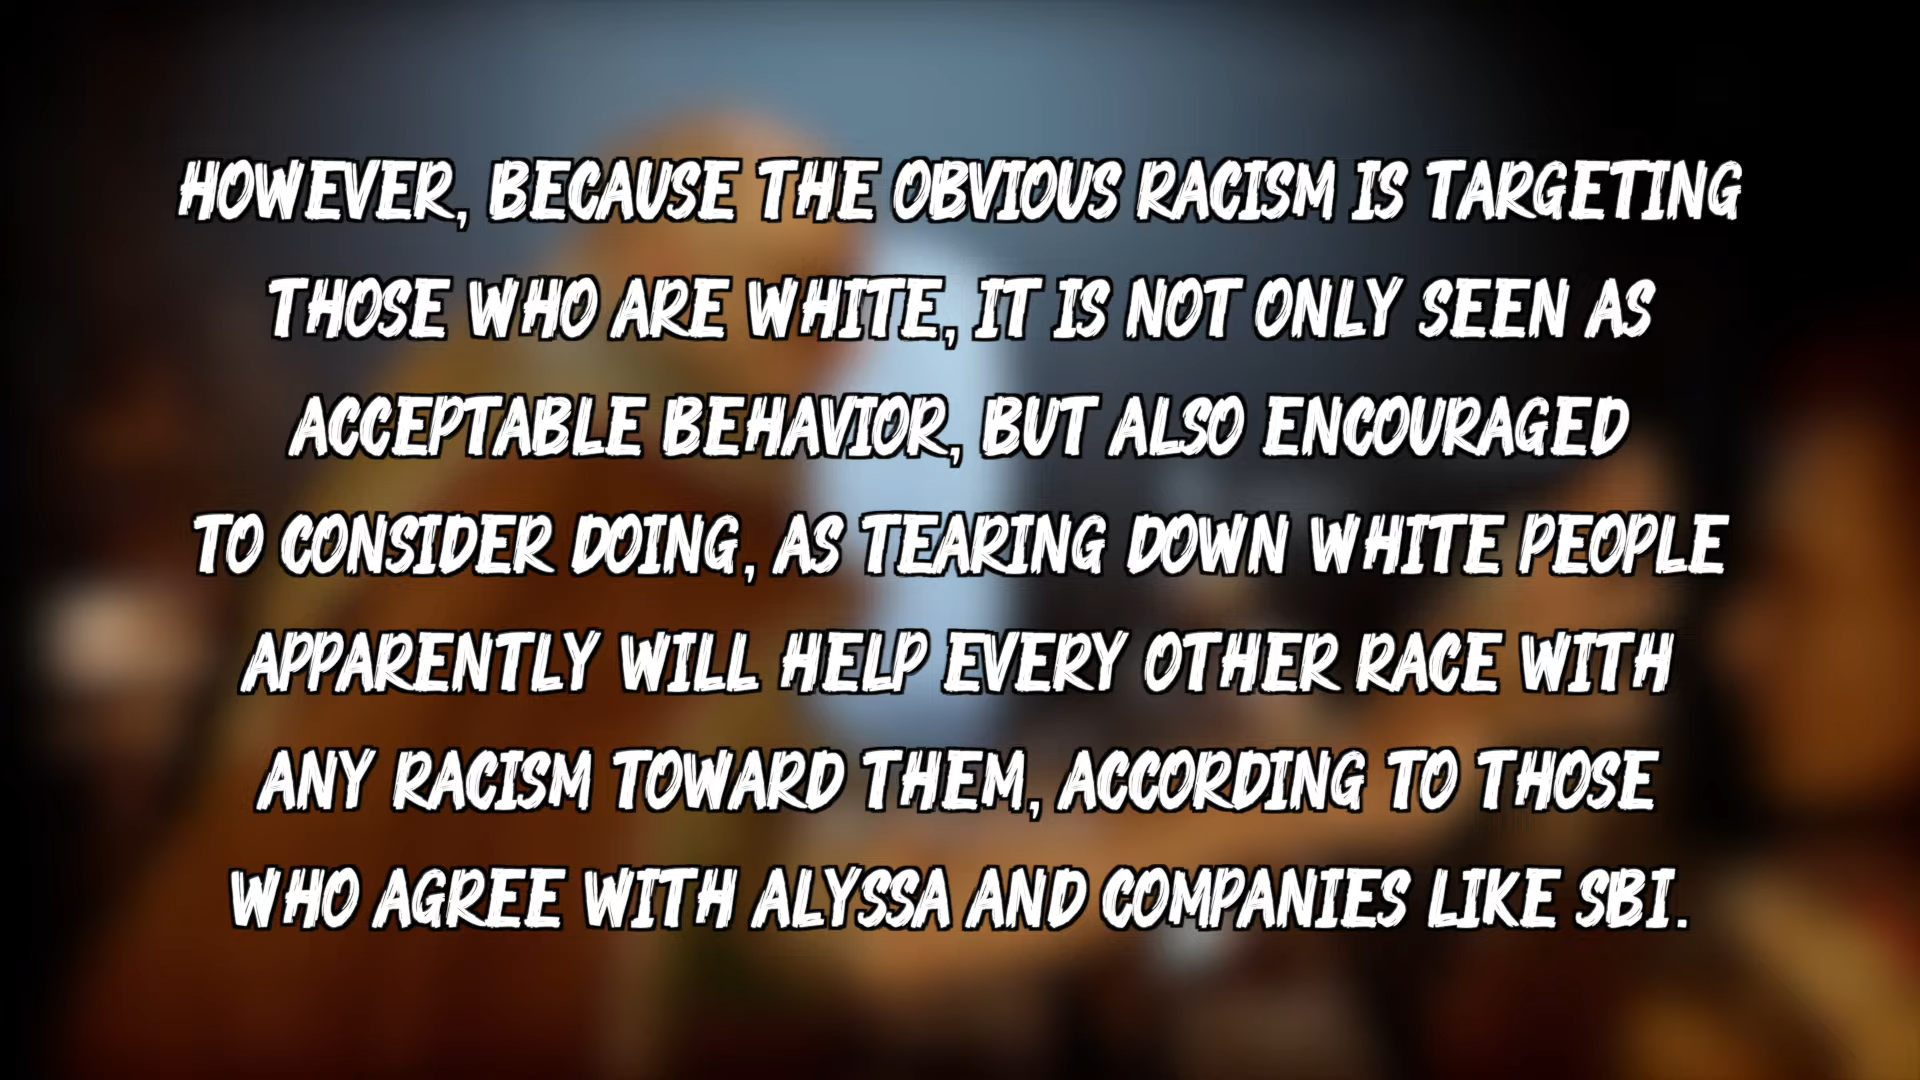 HOWEVER, BECAUSE THE OBVIOUS RACISM IS TARGETING
THOSE WHO ARE WHITE, IT IS NOT ONLY SEEN AS
ACCEPTABLE BEHAVIOR, BUT ALSO ENCOURAGED
TO CONSIDER DOING, AS TEARING DOWN WHITE PEOPLE
APPARENTLY WILL HELP EVERY OTHER RACE WITH
ANY RACISM TOWARD THEM, ACCORDING TO THOSE
WHO AGREE WITH ALYSSA AND COMPANIES LIKE SBI.